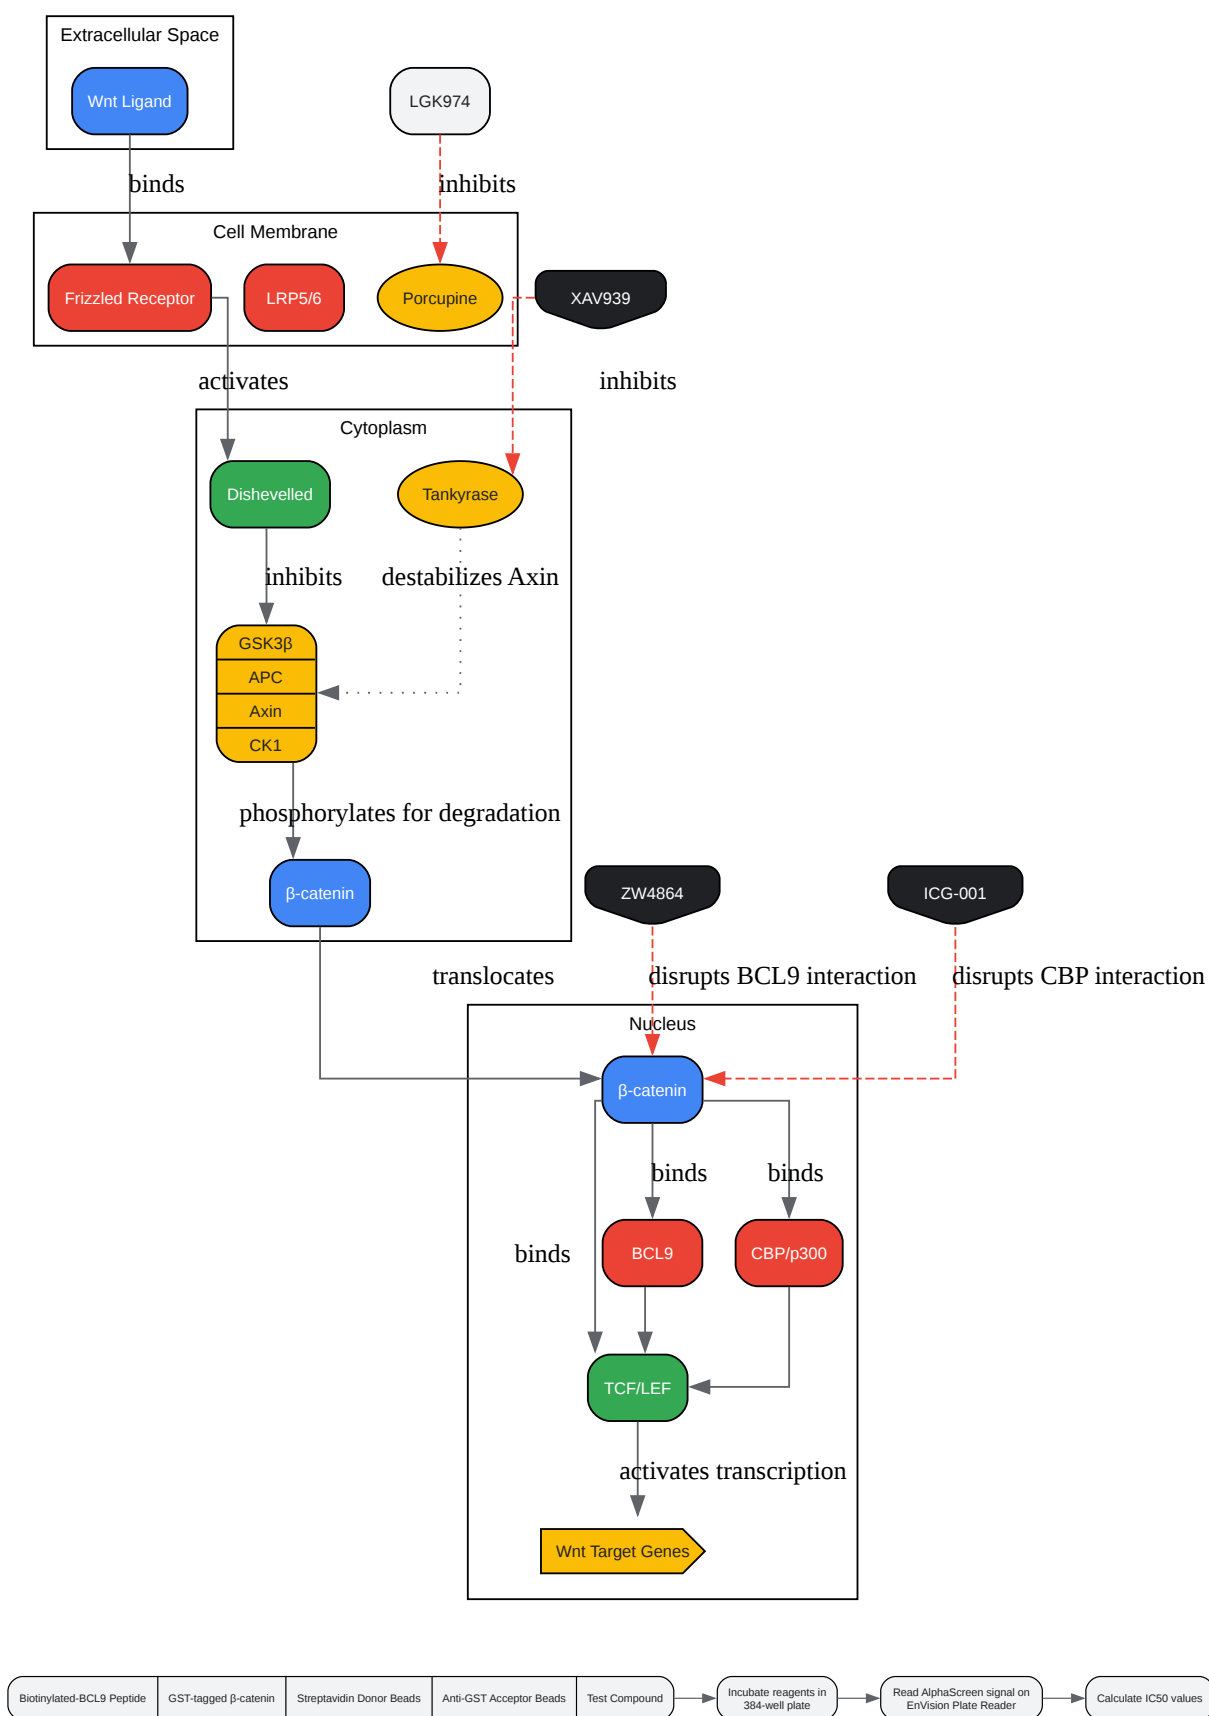 Extracellular Space
Wnt Ligand
LGK974
binds
inhibits
Cell Membrane
Frizzled Receptor
LRP5/6
Porcupine
XAV939
activates
inhibits
Cytoplasm
Dishevelled
Tankyrase
inhibits
destabilizes Axin
GSK3β
APC
Axin
CK1
phosphorylates for degradation
β-catenin
ZW4864
ICG-001
translocates
disrupts BCL9 interaction
disrupts CBP interaction
Nucleus
β-catenin
binds
binds
binds
BCL9
CBP/p300
TCF/LEF
activates transcription
Wnt Target Genes
Biotinylated-BCL9 Peptide
GST-tagged β-catenin
Streptavidin Donor Beads
Anti-GST Acceptor Beads
Test Compound
Incubate reagents in
384-well plate
Read AlphaScreen signal on
EnVision Plate Reader
Calculate IC50 values